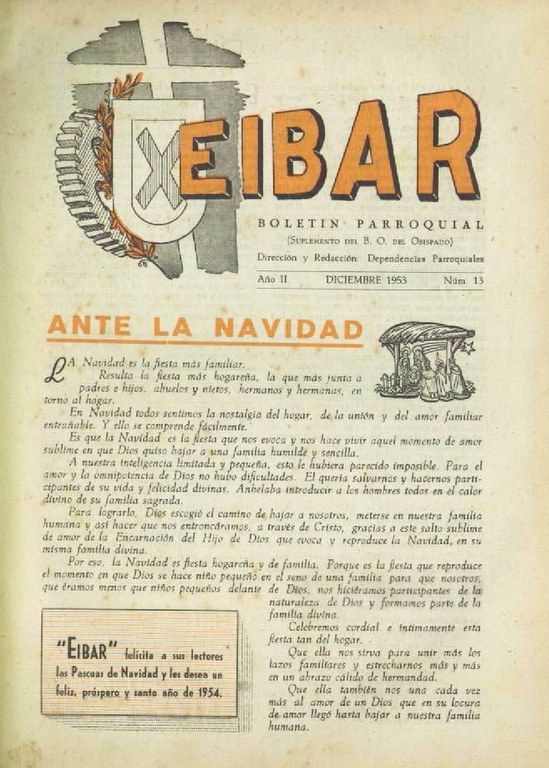 EIBAR
BOLETIN PARROQUIAL
(SUPLEMENTO DEL B. O. DEL OBISPADO)
Dirección y Redacción: Dependencias Parroquiales
Año II DICIEMBRE 1953 Núm 13
ANTE LA NAVIDAD
LA Navidad es la fiesta más familiar.
Resulta la fiesta más hogareña, la que más junta a
padres e hijos, abuelos y nietos, hermanos y hermanas, en
torno al hogar.
En Navidad todos sentimos la nostalgia del hogar, de la unión y del amor familiar
entrañable. Y ello se comprende fácilmente.
Es que la Navidad es la fiesta que nos evoca y nos hace vivir aquel momento de amor
sublime en que Dios quiso bajar a una familia humilde y sencilla.
A nuestra inteligencia limitada y pequeña, esto le hubiera parecido imposible. Para el
amor y la omnipotencia de Dios no hubo dificultades. El quería salvarnos y hacernos parti-
cipantes de su vida y felicidad divinas. Anhelaba introducir a los hombres todos en el calor
divino de su familia sagrada.
Para lograrlo, Dios escogió el camino de bajar a nosotros, meterse en nuestra familia
humana y así hacer que nos entroncáramos, a través de Cristo, gracias a este salto sublime
de amor de la Encarnación del Hijo de Dios que evoca y reproduce la Navidad, en su
misma familia divina.
Por eso, la Navidad es fiesta hogareña y de familia. Porque es la fiesta que reproduce
el momento en que Dios se hace niño pequeño en el seno de una familia para que nosotros,
que éramos menos que niños pequeños delante de Dios, nos hiciéramos participantes de la
naturaleza de Dios y formamos parte de la
familia divina.
Celebremos cordial e íntimamente esta
fiesta tan del hogar.
Que ella nos sirva para unir más los
lazos familiares y estrecharnos más y más
en un abrazo cálido de hermandad.
Que ella también nos una cada vez
más al amor de un Dios que en su locura
de amor llegó hasta bajar a nuestra familia
humana.
"EIBAR" felicita a sus lectores
las Pascuas de Navidad y les desea un
feliz, próspero y santo año de 1954.